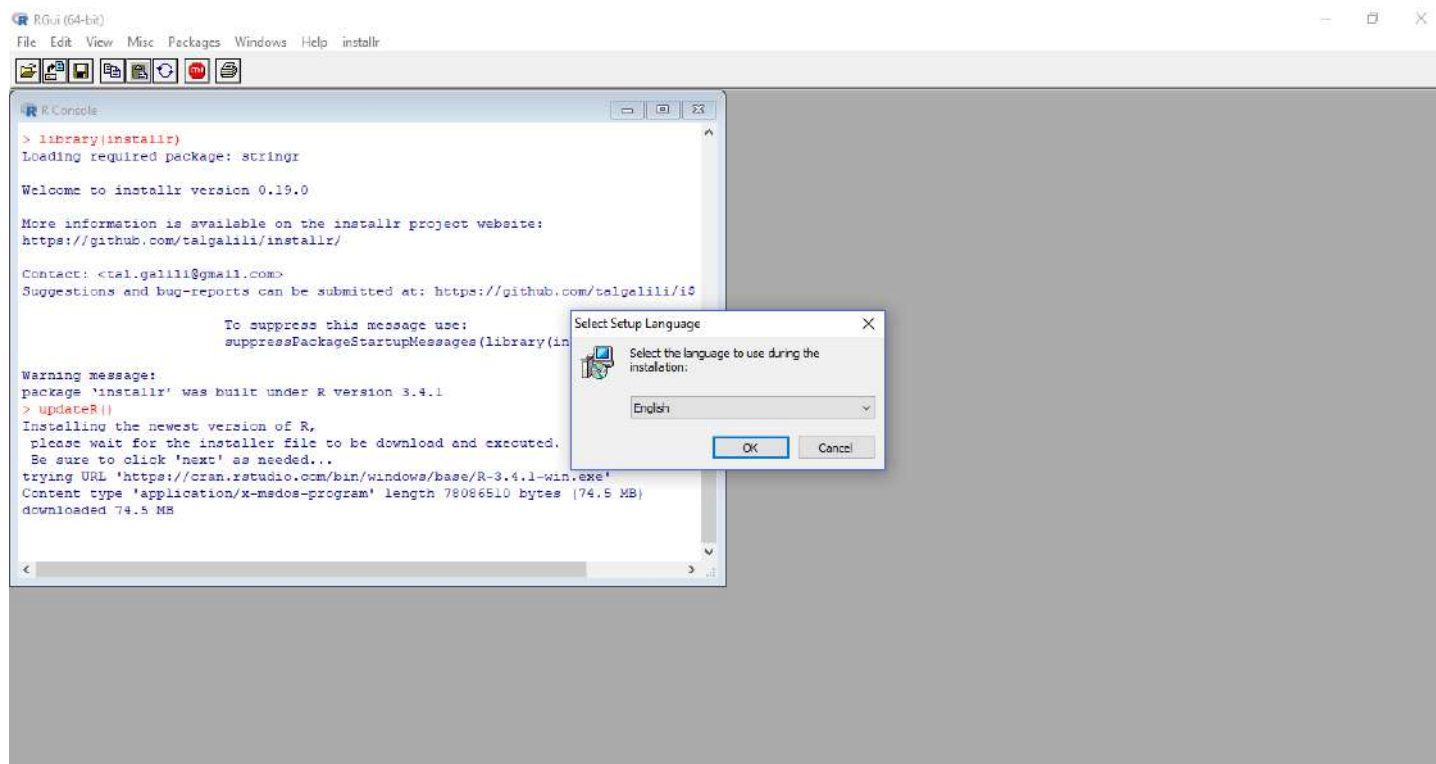 RGui (64-bit)
File Edit View Misc Packages Windows Help installr
R Console
> library(installr)
Loading required package: stringr
Welcome to installr version 0.19.0
More information is available on the installr project website:
https://github.com/talgalili/installr/
Contact: <tal.galili@gmail.com>
Suggestions and bug-reports can be submitted at: https://github.com/talgalili/i$
To suppress this message use:
suppressPackageStartupMessages(library(in
Warning message:
package 'installr' was built under R version 3.4.1
> updateR()
Installing the newest version of R,
please wait for the installer file to be download and executed.
Be sure to click 'next' as needed...
trying URL 'https://cran.rstudio.com/bin/windows/base/R-3.4.1-win.exe'
Content type 'application/x-msdos-program' length 78086510 bytes (74.5 MB)
downloaded 74.5 MB
Select Setup Language
Select the language to use during the
installation:
English
OK Cancel